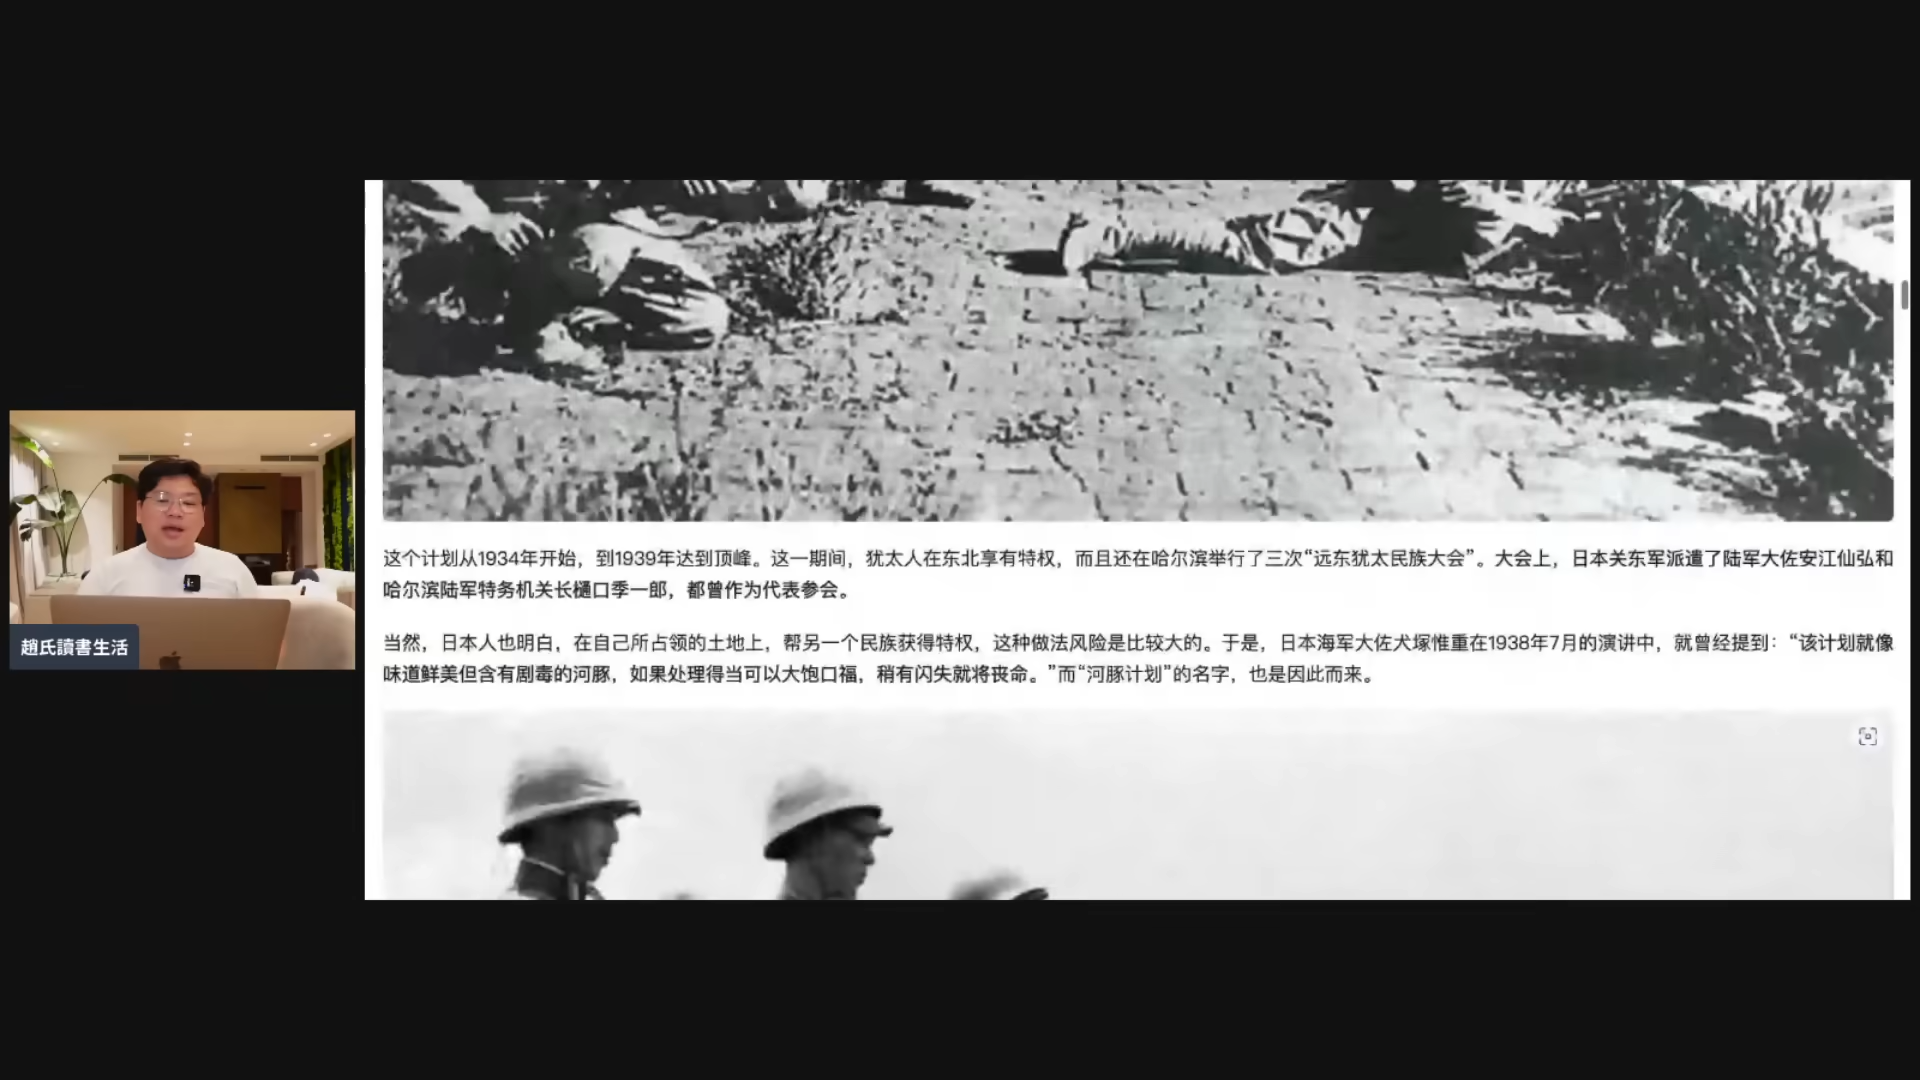 趙氏讀書生活
这个计划从1934年开始，到1939年达到顶峰。这一期间，犹太人在东北享有特权，而且还在哈尔滨举行了三次“远东犹太民族大会”。大会上，日本关东军派遣了陆军大佐安江仙弘和
哈尔滨陆军特务机关长樋口季一郎，都曾作为代表参会。
当然，日本人也明白，在自己所占领的土地上，帮另一个民族获得特权，这种做法风险是比较大的。于是，日本海军大佐犬塚惟重在1938年7月的演讲中，就曾经提到：“该计划就像
味道鲜美但含有剧毒的河豚，如果处理得当可以大饱口福，稍有闪失就将丧命。”而“河豚计划”的名字，也是因此而来。